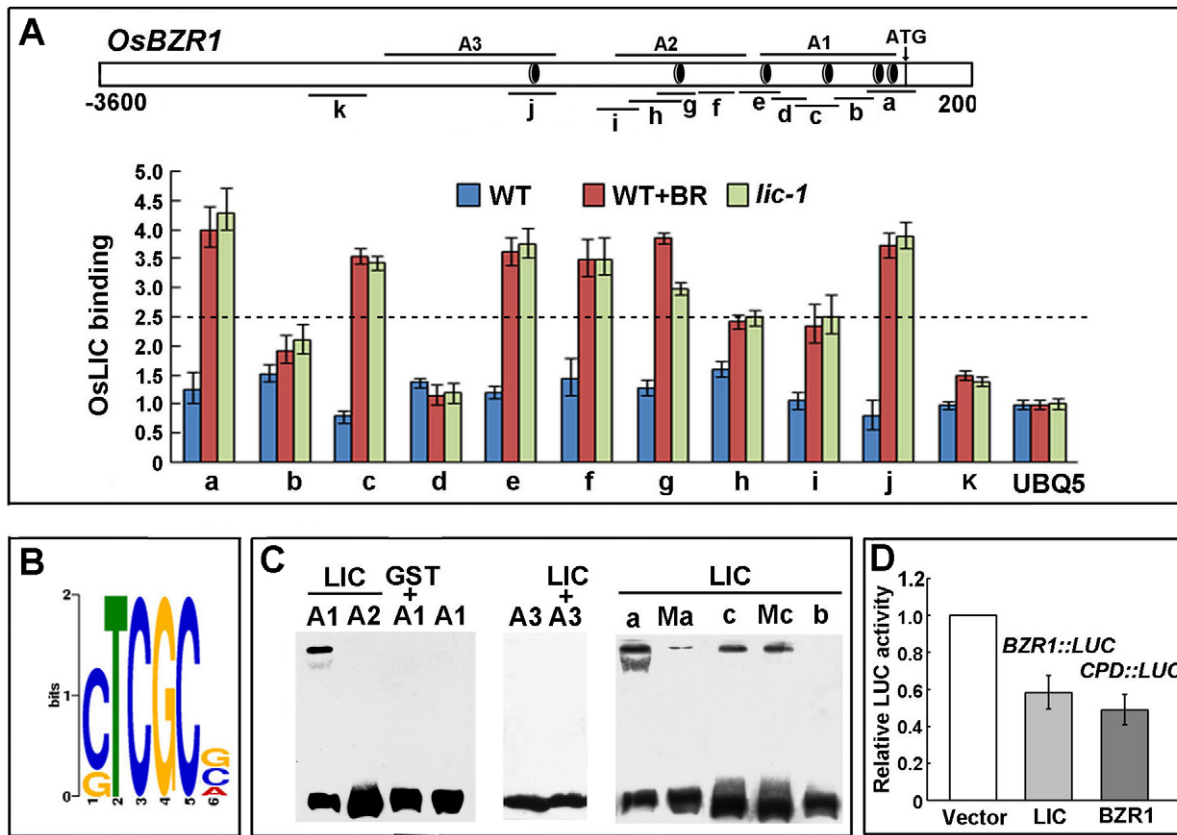 A
OsBZR1
A3 A2 A1 ATG
-3600 200
k j i h g f e d c b a
5.0
4.5
4.0
3.5
3.0
2.5
2.0
1.5
1.0
0.5
0
OsLIC binding
WT WT+BR lic-1
a b c d e f g h i j K UBQ5
B
2
1
0
bits
C G T C G C G C A
1 2 3 4 5 6
C
LIC GST + LIC + LIC
A1 A2 A1 A1 A3 A3 a Ma c Mc b
D
1.2
1.0
0.8
0.6
0.4
0.2
0
Relative LUC activity
BZR1::LUC
CPD::LUC
Vector LIC BZR1